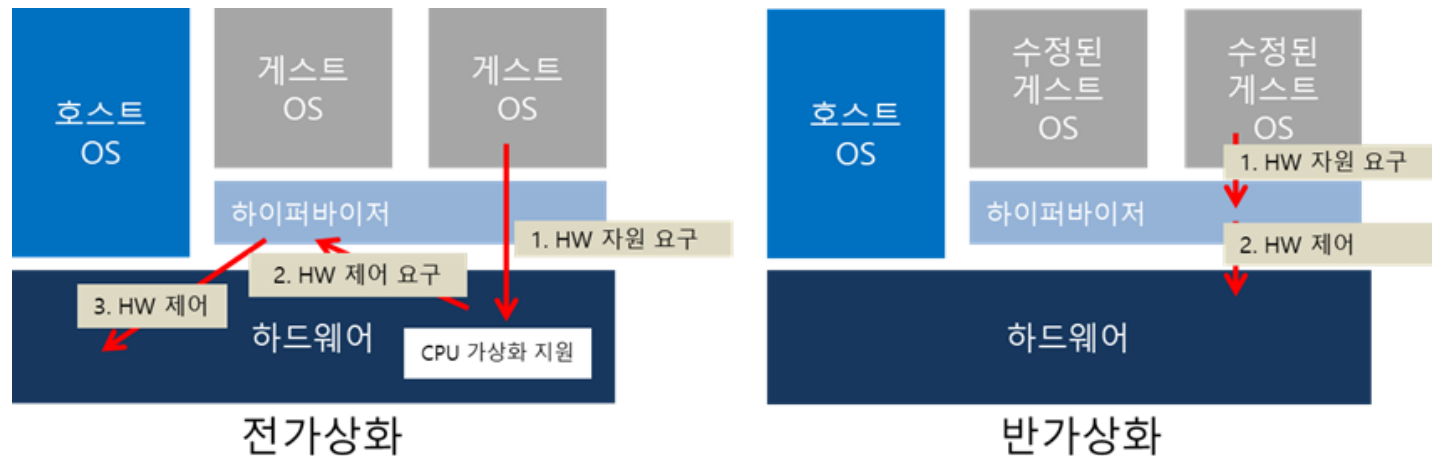 호스트
OS
게스트
OS
게스트
OS
하이퍼바이저
1. HW 자원 요구
2. HW 제어 요구
3. HW 제어
하드웨어
CPU 가상화 지원
전가상화
호스트
OS
수정된
게스트
OS
수정된
게스트
OS
1. HW 자원 요구
하이퍼바이저
2. HW 제어
하드웨어
반가상화